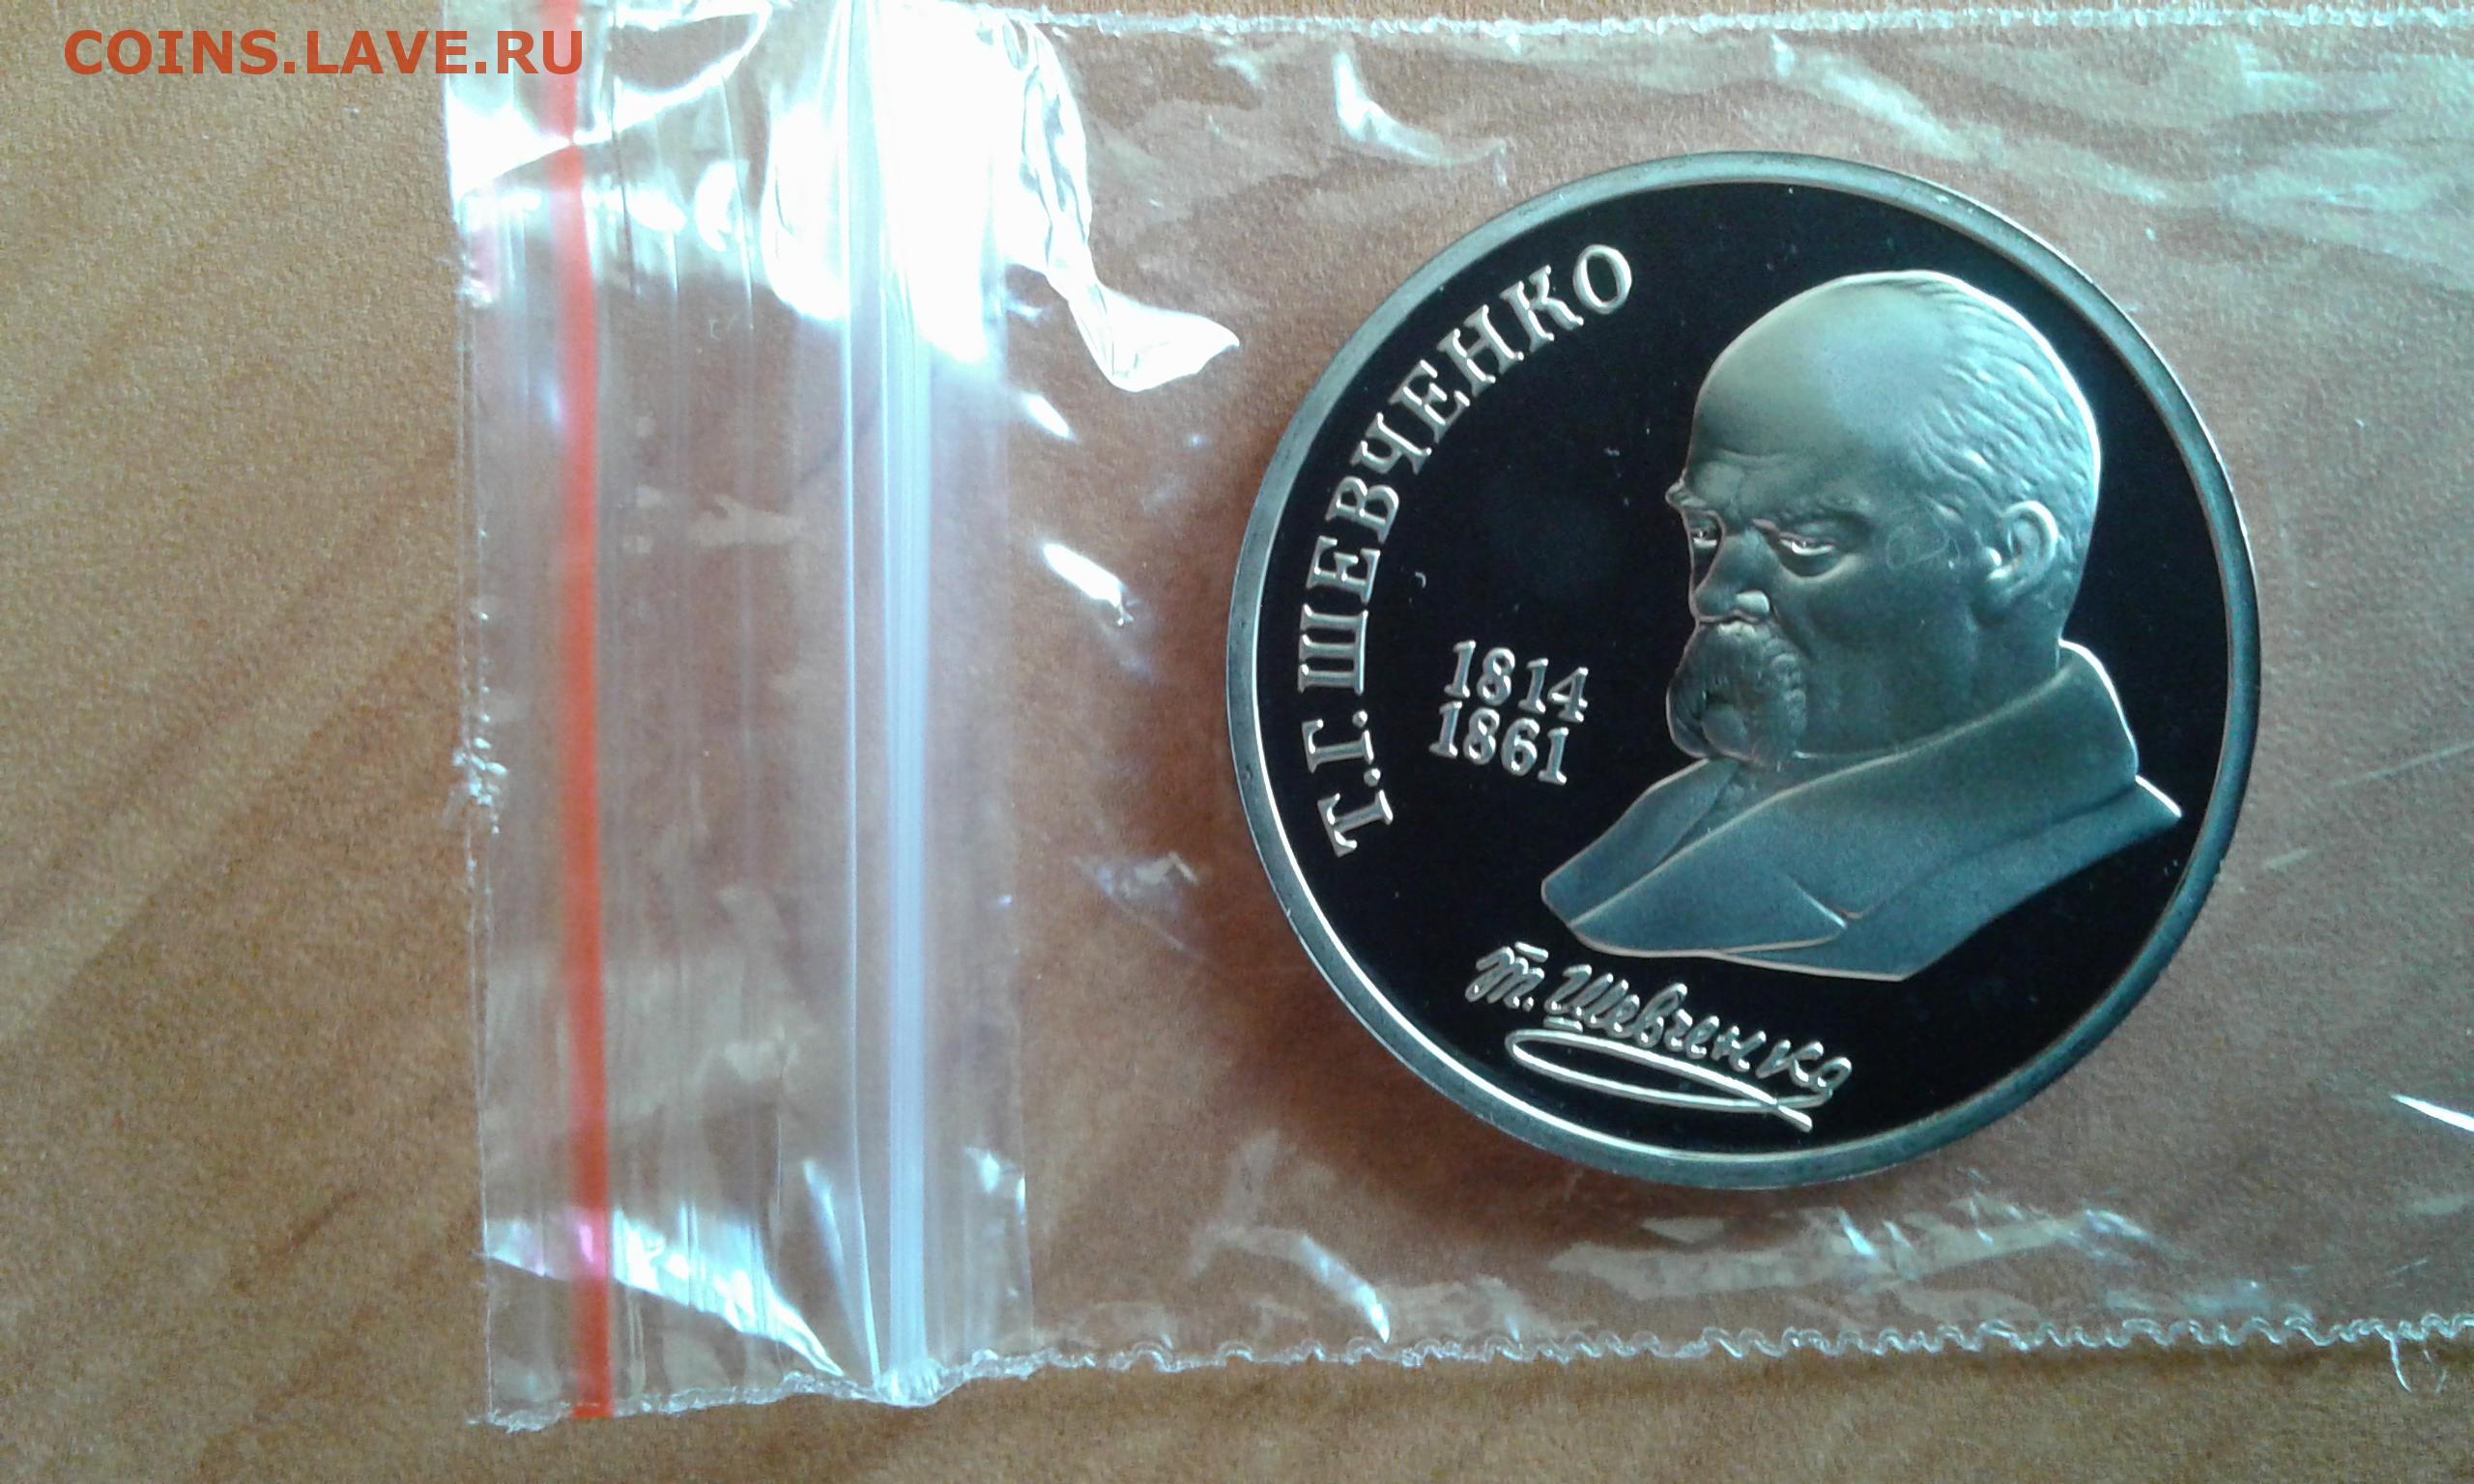 COINS.LAVE.RU
Т.Г.ШЕВЧЕНКО
1814
1861
Т. Шевченко